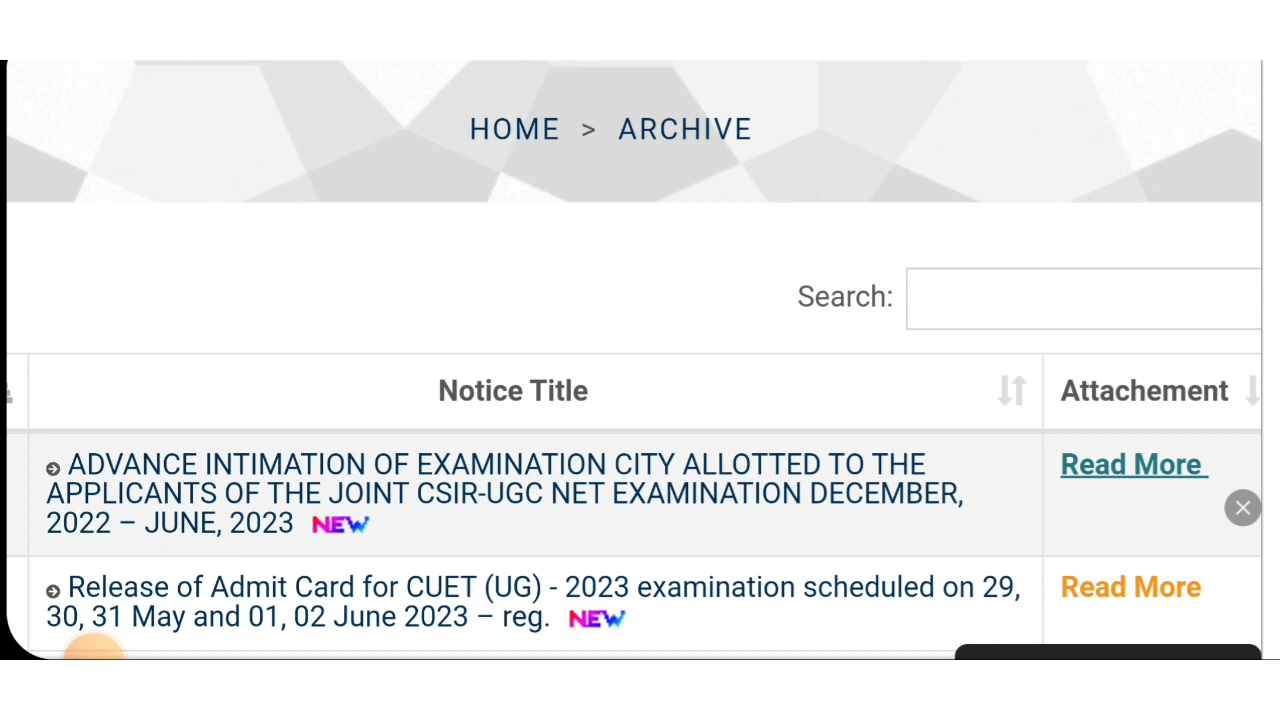 HOME > ARCHIVE
Search:
Notice Title
Attachement
ADVANCE INTIMATION OF EXAMINATION CITY ALLOTTED TO THE
APPLICANTS OF THE JOINT CSIR-UGC NET EXAMINATION DECEMBER,
2022 – JUNE, 2023 NEW
Read More
Release of Admit Card for CUET (UG) - 2023 examination scheduled on 29,
30, 31 May and 01, 02 June 2023 – reg. NEW
Read More